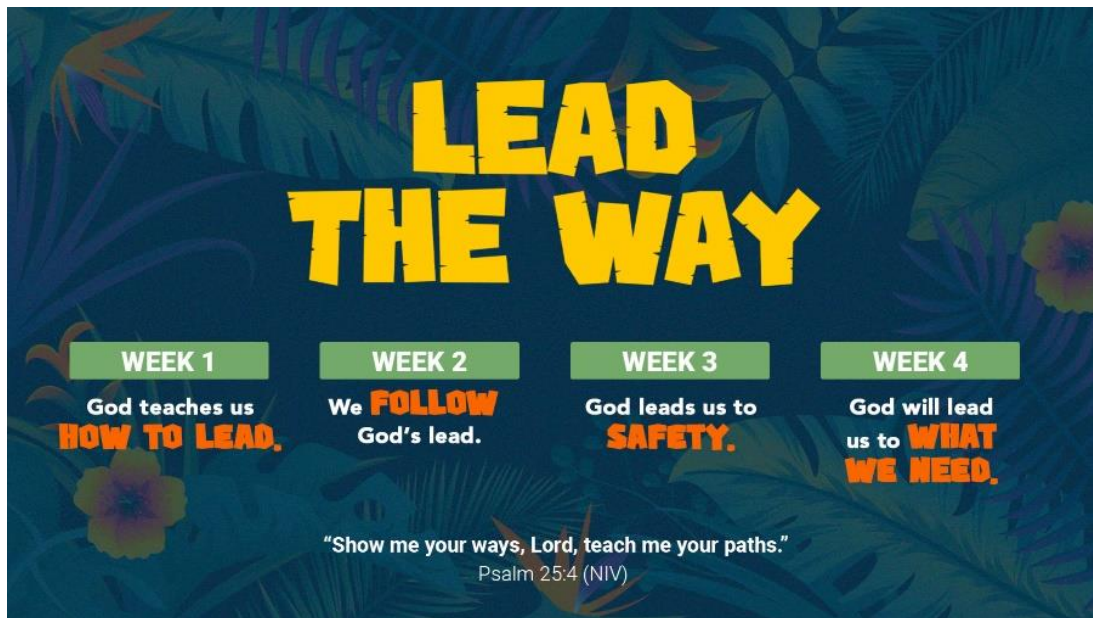 LEAD
THE WAY
WEEK 1
God teaches us
HOW TO LEAD.
WEEK 2
We FOLLOW
God’s lead.
WEEK 3
God leads us to
SAFETY.
WEEK 4
God will lead
us to WHAT
WE NEED.
“Show me your ways, Lord, teach me your paths.”
Psalm 25:4 (NIV)